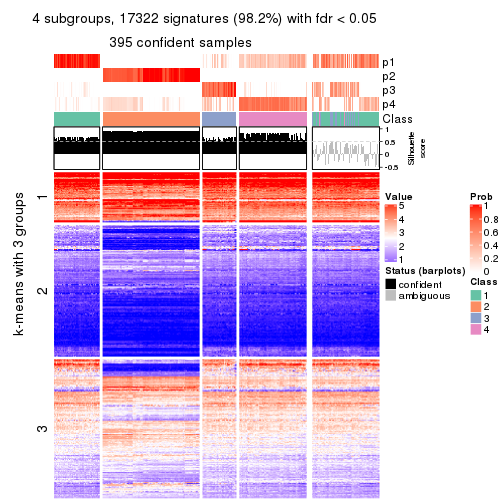 4 subgroups, 17322 signatures (98.2%) with fdr < 0.05
395 confident samples
p1
p2
p3
p4
Class
1
0.5
0
-0.5
Silhouette
score
k-means with 3 groups
1
2
3
Value
5
4
3
2
1
Status (barplots)
confident
ambiguous
Prob
1
0.8
0.6
0.4
0.2
0
Class
1
2
3
4